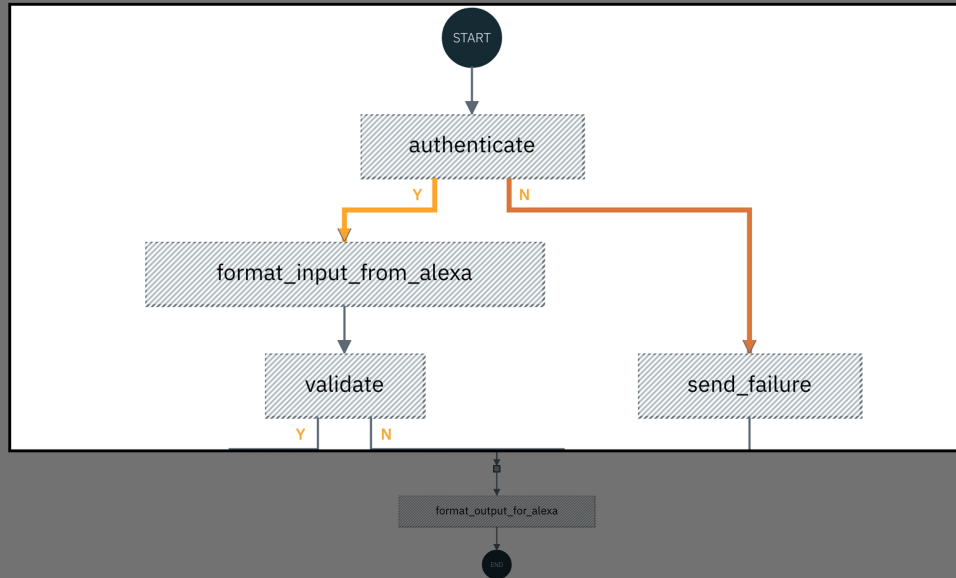 START
authenticate
Y
N
format_input_from_alexa
validate
send_failure
Y
N
format_output_for_alexa
END